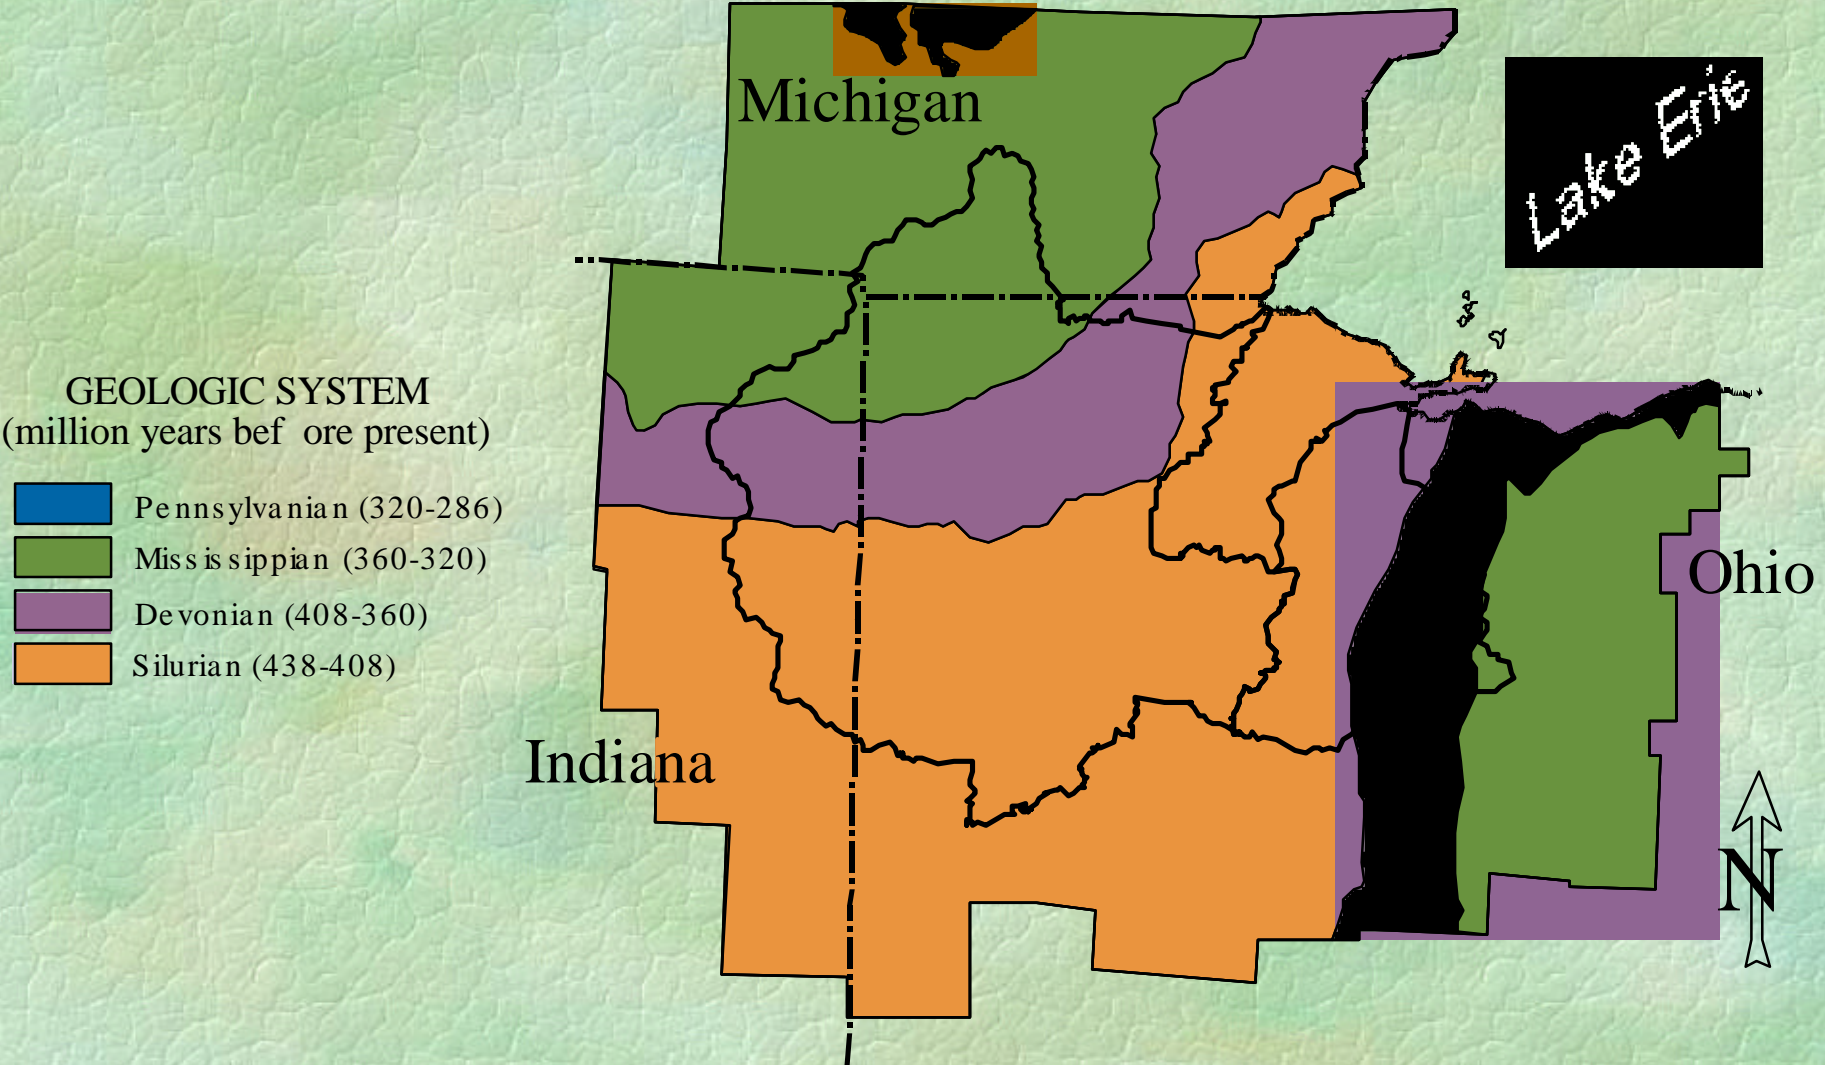 Michigan
Lake Erie
GEOLOGIC SYSTEM
(million years bef ore present)
Pennsylvanian (320-286)
Mississippian (360-320)
Devonian (408-360)
Silurian (438-408)
Ohio
Indiana
N